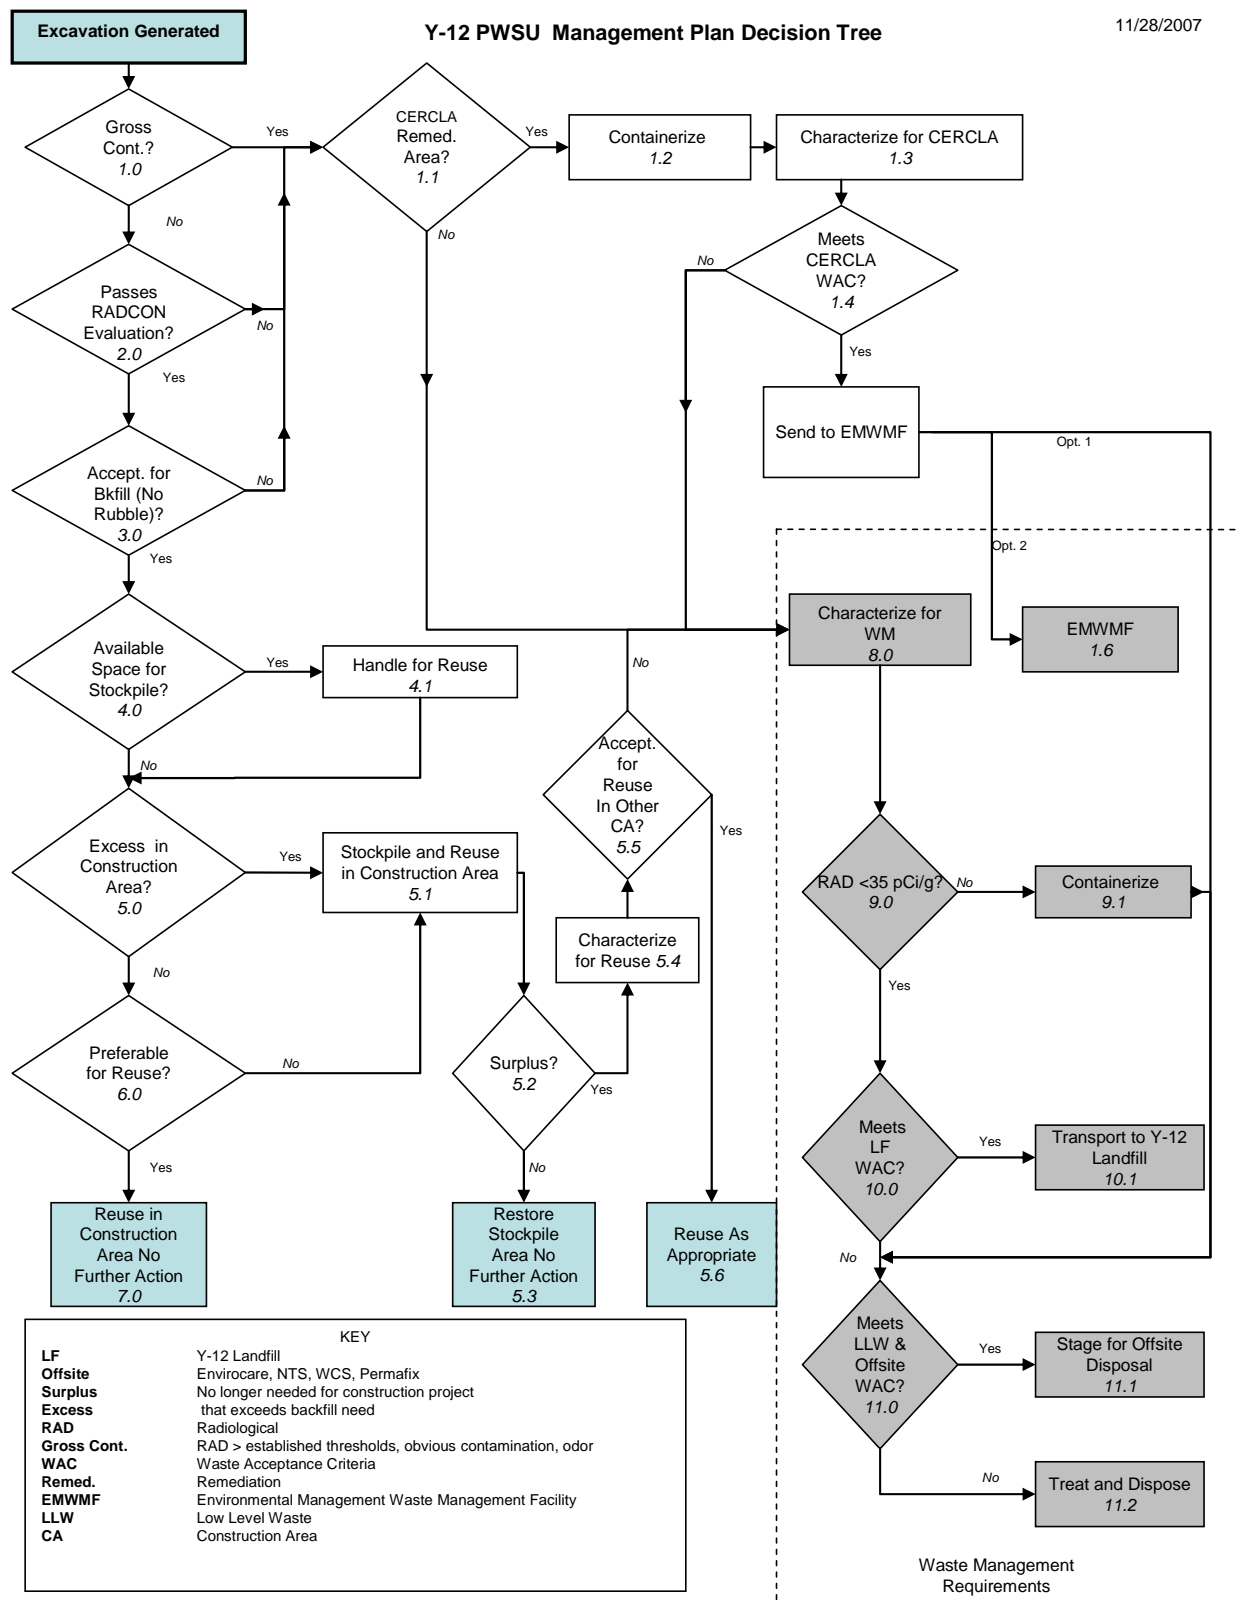 Excavation Generated
Y-12 PWSU Management Plan Decision Tree
11/28/2007
Gross
Cont.?
1.0
Yes
No
CERCLA
Remed.
Area?
1.1
Yes
No
Containerize
1.2
Characterize for CERCLA
1.3
Meets
CERCLA
WAC?
1.4
No
Yes
Send to EMWMF
Opt. 1
Opt. 2
EMWMF
1.6
Passes
RADCON
Evaluation?
2.0
No
Yes
Accept. for
Bkfill (No
Rubble)?
3.0
No
Yes
Available
Space for
Stockpile?
4.0
Yes
No
Handle for Reuse
4.1
Excess in
Construction
Area?
5.0
Yes
No
Stockpile and Reuse
in Construction Area
5.1
Preferable
for Reuse?
6.0
No
Yes
Reuse in
Construction
Area No
Further Action
7.0
Surplus?
5.2
Yes
No
Restore
Stockpile
Area No
Further Action
5.3
Characterize
for Reuse 5.4
Accept.
for
Reuse
In Other
CA?
5.5
No
Yes
Reuse As
Appropriate
5.6
Characterize for
WM
8.0
RAD <35 pCi/g?
9.0
No
Yes
Containerize
9.1
Meets
LF
WAC?
10.0
Yes
No
Transport to Y-12
Landfill
10.1
Meets
LLW &
Offsite
WAC?
11.0
Yes
No
Stage for Offsite
Disposal
11.1
Treat and Dispose
11.2
Waste Management
Requirements
KEY
LF Y-12 Landfill
Offsite Envirocare, NTS, WCS, Permafix
Surplus No longer needed for construction project
Excess that exceeds backfill need
RAD Radiological
Gross Cont. RAD > established thresholds, obvious contamination, odor
WAC Waste Acceptance Criteria
Remed. Remediation
EMWMF Environmental Management Waste Management Facility
LLW Low Level Waste
CA Construction Area